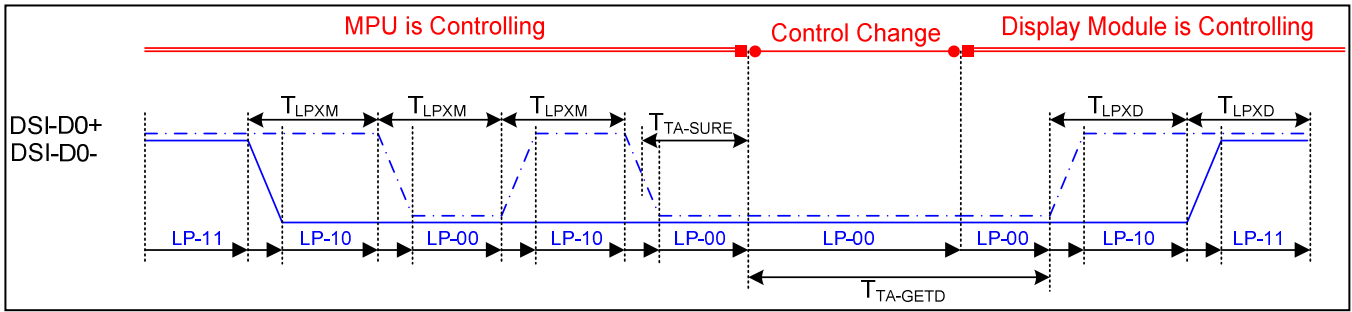 MPU is Controlling
Control Change
Display Module is Controlling
TLPXM TLPXM TLPXM TLPXD TLPXD
DSI-D0+
TTA-SURE
DSI-D0-
LP-11 LP-10 LP-00 LP-10 LP-00 LP-00 LP-00 LP-10 LP-11
TTA-GETD